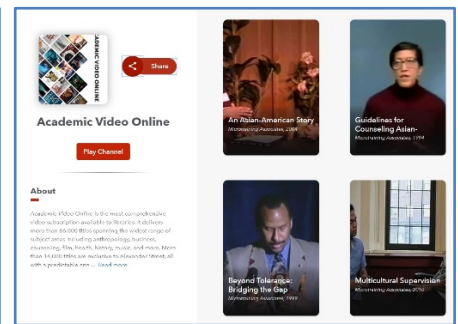 ADEMIC VIDEO ONLINE
Share
Academic Video Online
Play Channel
About
Academic Video Online is the most comprehensive
video subscription available to libraries. It delivers
more than 66,000 titles spanning the widest range of
subject areas including anthropology, business,
counseling, film, health, history, music, and more. More
than 14,000 titles are exclusive to Alexander Street, all
with a predictable ann ... Read more
An Asian-American Story
Microtraining Associates, 2004
Guidelines for
Counseling Asian-
Microtraining Associates, 1994
Beyond Tolerance:
Bridging the Gap
Microtraining Associates, 1999
Multicultural Supervision
Microtraining Associates, 2010